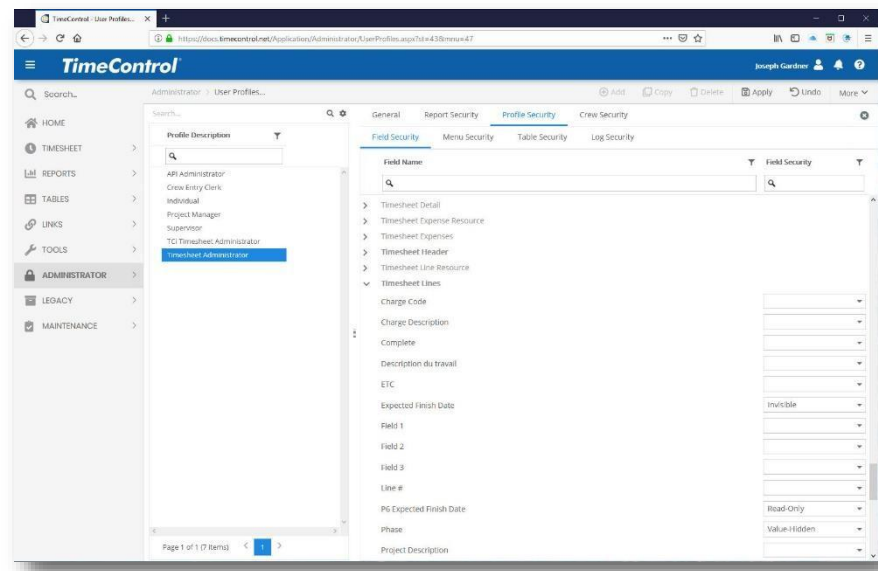 TimeControl - User Profiles...
https://docs.timecontrol.net/Application/Administrator/UserProfiles.aspx?id=43&mnu=47
TimeControl
Joseph Gardner
Search...
Administrator > User Profiles...
Add Copy Delete Apply Undo More
HOME
TIMESHEET
REPORTS
TABLES
LINKS
TOOLS
ADMINISTRATOR
LEGACY
MAINTENANCE
Search...
Profile Description
API Administrator
Crew Entry Clerk
Individual
Project Manager
Supervisor
TCI Timesheet Administrator
Timesheet Administrator
Page 1 of 1 (7 items) < 1 >
General Report Security Profile Security Crew Security
Field Security Menu Security Table Security Log Security
Field Name Field Security
Timesheet Detail
Timesheet Expense Resource
Timesheet Expenses
Timesheet Header
Timesheet Line Resource
Timesheet Lines
Charge Code
Charge Description
Complete
Description du travail
ETC
Expected Finish Date Invisible
Field 1
Field 2
Field 3
Line #
P6 Expected Finish Date Read-Only
Phase Value-Hidden
Project Description